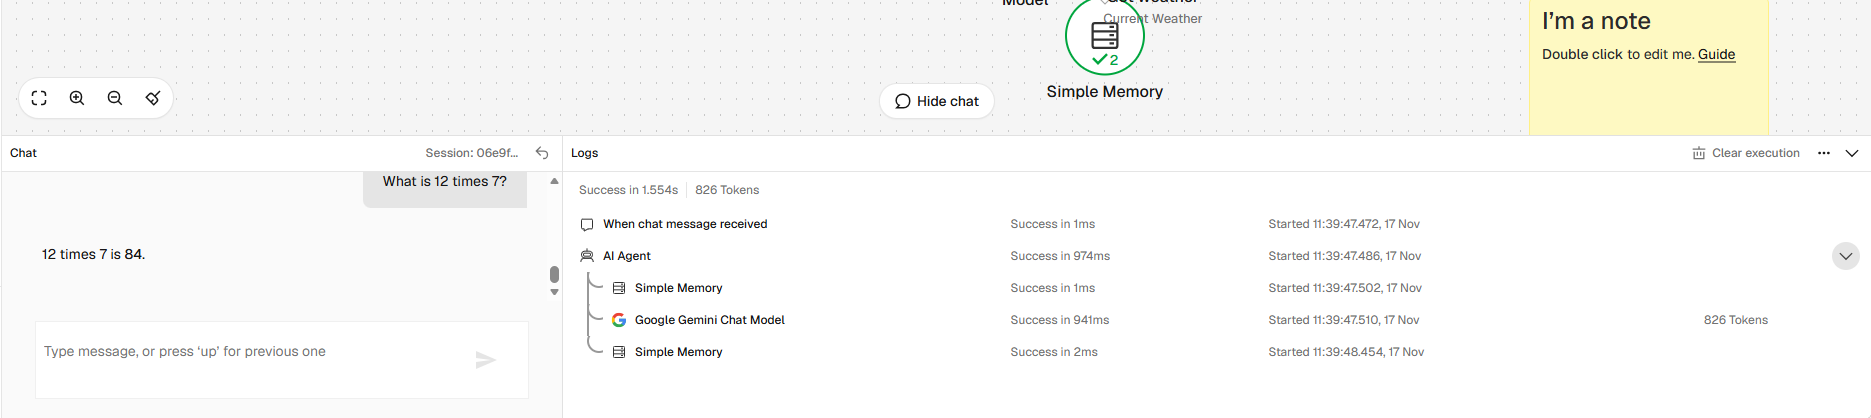 Model
Get Weather
Current Weather
2
Simple Memory
I'm a note
Double click to edit me. Guide
Hide chat
Chat
Session: 06e9f...
What is 12 times 7?
12 times 7 is 84.
Type message, or press 'up' for previous one
Logs
Clear execution
Success in 1.554s
826 Tokens
When chat message received Success in 1ms Started 11:39:47.472, 17 Nov
AI Agent Success in 974ms Started 11:39:47.486, 17 Nov
Simple Memory Success in 1ms Started 11:39:47.502, 17 Nov
Google Gemini Chat Model Success in 941ms Started 11:39:47.510, 17 Nov 826 Tokens
Simple Memory Success in 2ms Started 11:39:48.454, 17 Nov